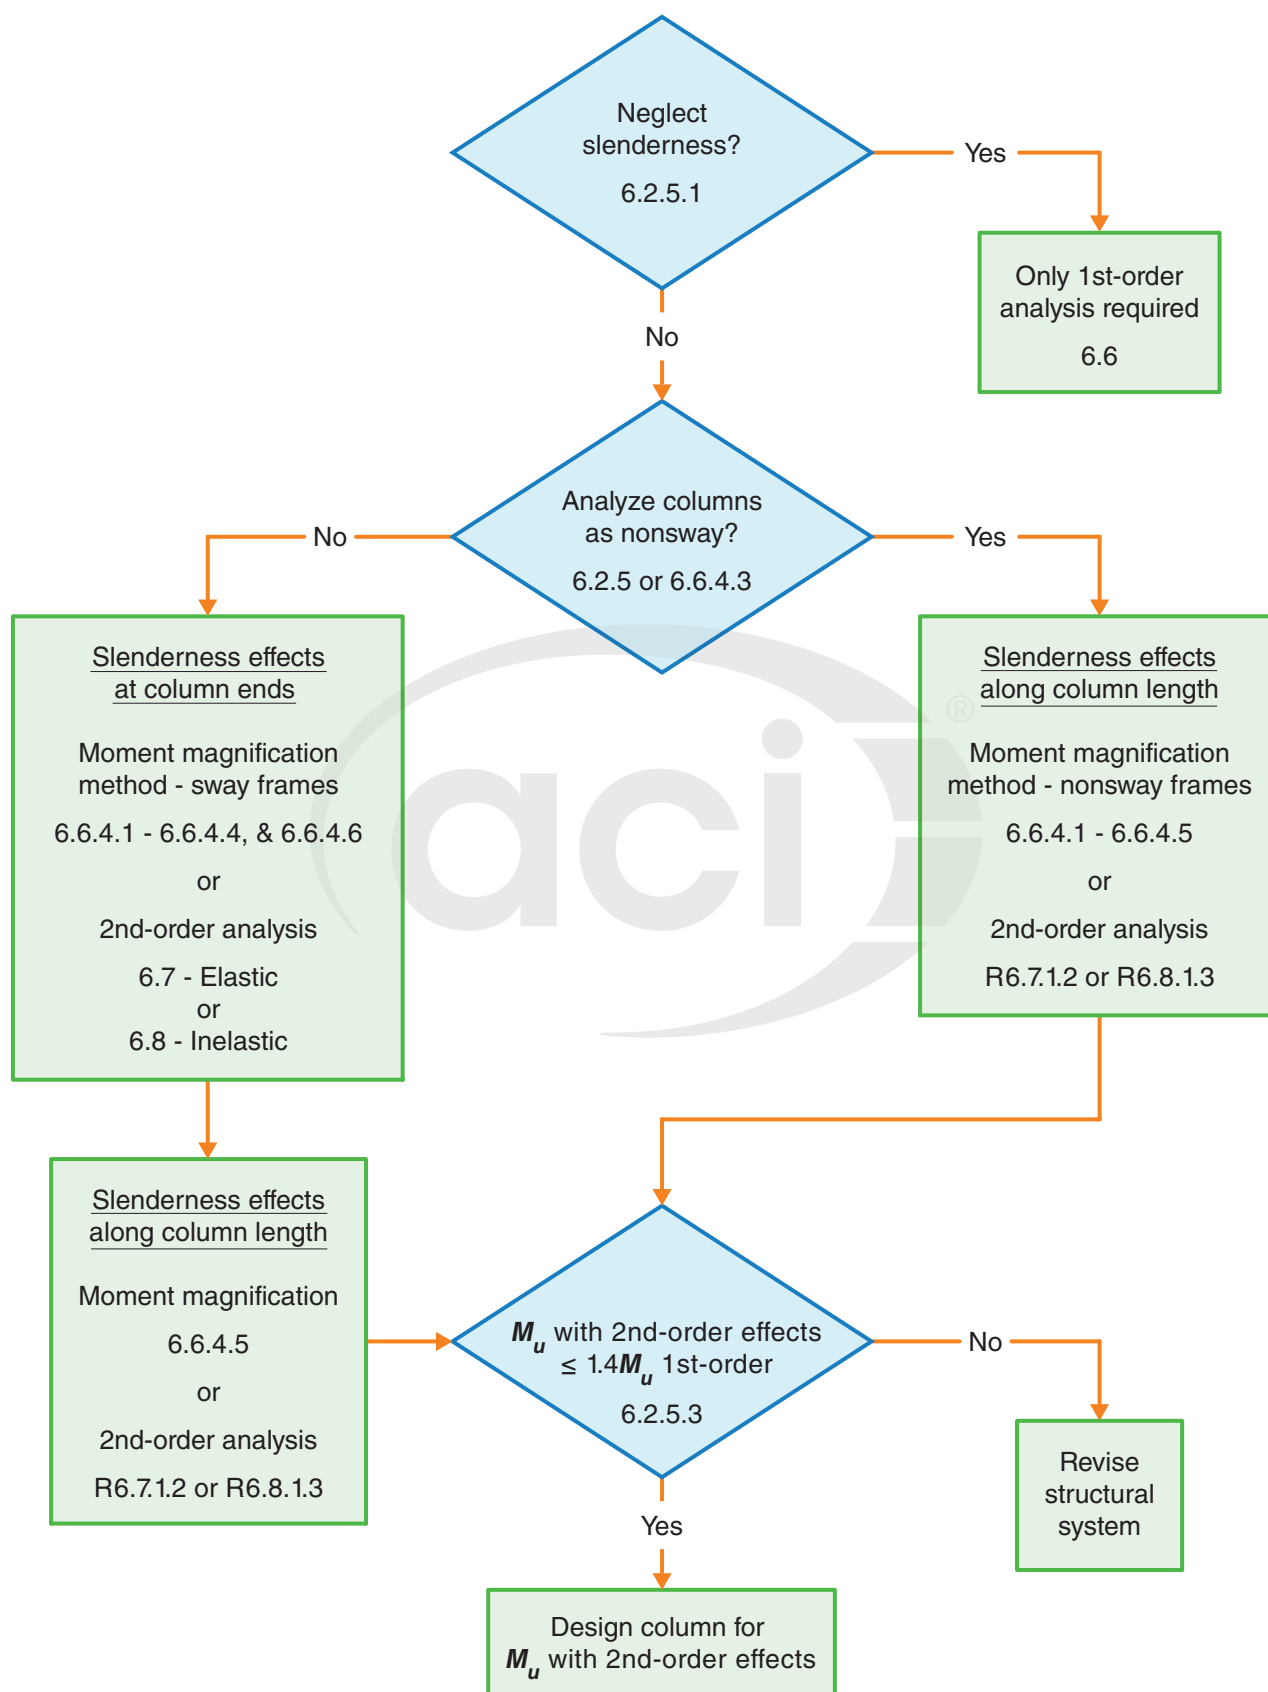 Neglect
slenderness?
6.2.5.1
Yes
Only 1st-order
analysis required
6.6
No
Analyze columns
as nonsway?
6.2.5 or 6.6.4.3
No
Yes
Slenderness effects
at column ends
Moment magnification
method - sway frames
6.6.4.1 - 6.6.4.4, & 6.6.4.6
or
2nd-order analysis
6.7 - Elastic
or
6.8 - Inelastic
Slenderness effects
along column length
Moment magnification
method - nonsway frames
6.6.4.1 - 6.6.4.5
or
2nd-order analysis
R6.7.1.2 or R6.8.1.3
aci
®
Slenderness effects
along column length
Moment magnification
6.6.4.5
or
2nd-order analysis
R6.7.1.2 or R6.8.1.3
Mu with 2nd-order effects
≤ 1.4Mu 1st-order
6.2.5.3
No
Revise
structural
system
Yes
Design column for
Mu with 2nd-order effects